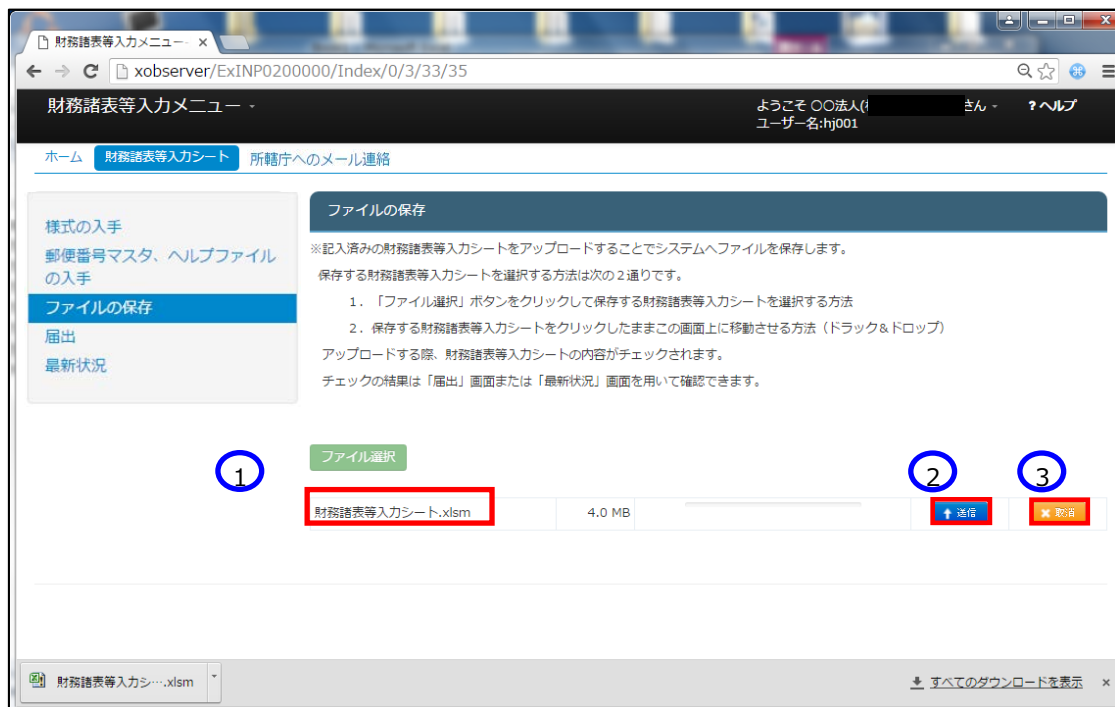 財務諸表等入力メニュー- ×
xobserver/ExINP0200000/Index/0/3/33/35
財務諸表等入力メニュー
ようこそ 〇〇法人(
さん
?ヘルプ
ユーザー名:hj001
ホーム
財務諸表等入力シート
所轄庁へのメール連絡
様式の入手
郵便番号マスタ、ヘルプファイル
の入手
ファイルの保存
届出
最新状況
ファイルの保存
※記入済みの財務諸表等入力シートをアップロードすることでシステムへファイルを保存します。
保存する財務諸表等入力シートを選択する方法は次の2通りです。
1.「ファイル選択」ボタンをクリックして保存する財務諸表等入力シートを選択する方法
2.保存する財務諸表等入力シートをクリックしたままこの画面上に移動させる方法(ドラック&ドロップ)
アップロードする際、財務諸表等入力シートの内容がチェックされます。
チェックの結果は「届出」画面または「最新状況」画面を用いて確認できます。
ファイル選択
1
2
3
財務諸表等入力シート.xlsm
4.0 MB
送信
取消
財務諸表等入力シ….xlsm
すべてのダウンロードを表示 ×